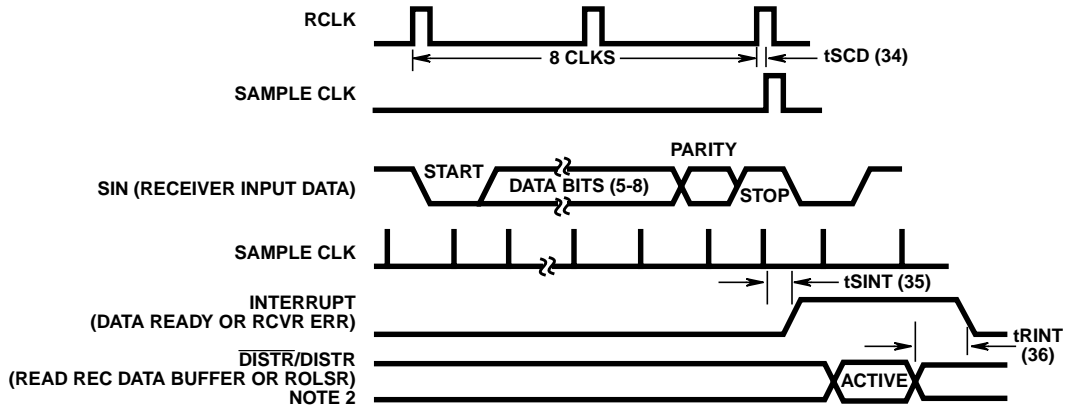 RCLK
8 CLKS
tSCD (34)
SAMPLE CLK
PARITY
START
SIN (RECEIVER INPUT DATA)
DATA BITS (5-8)
STOP
SAMPLE CLK
tSINT (35)
INTERRUPT
(DATA READY OR RCVR ERR)
tRINT
(36)
DISTR/DISTR
(READ REC DATA BUFFER OR ROLSR)
ACTIVE
NOTE 2